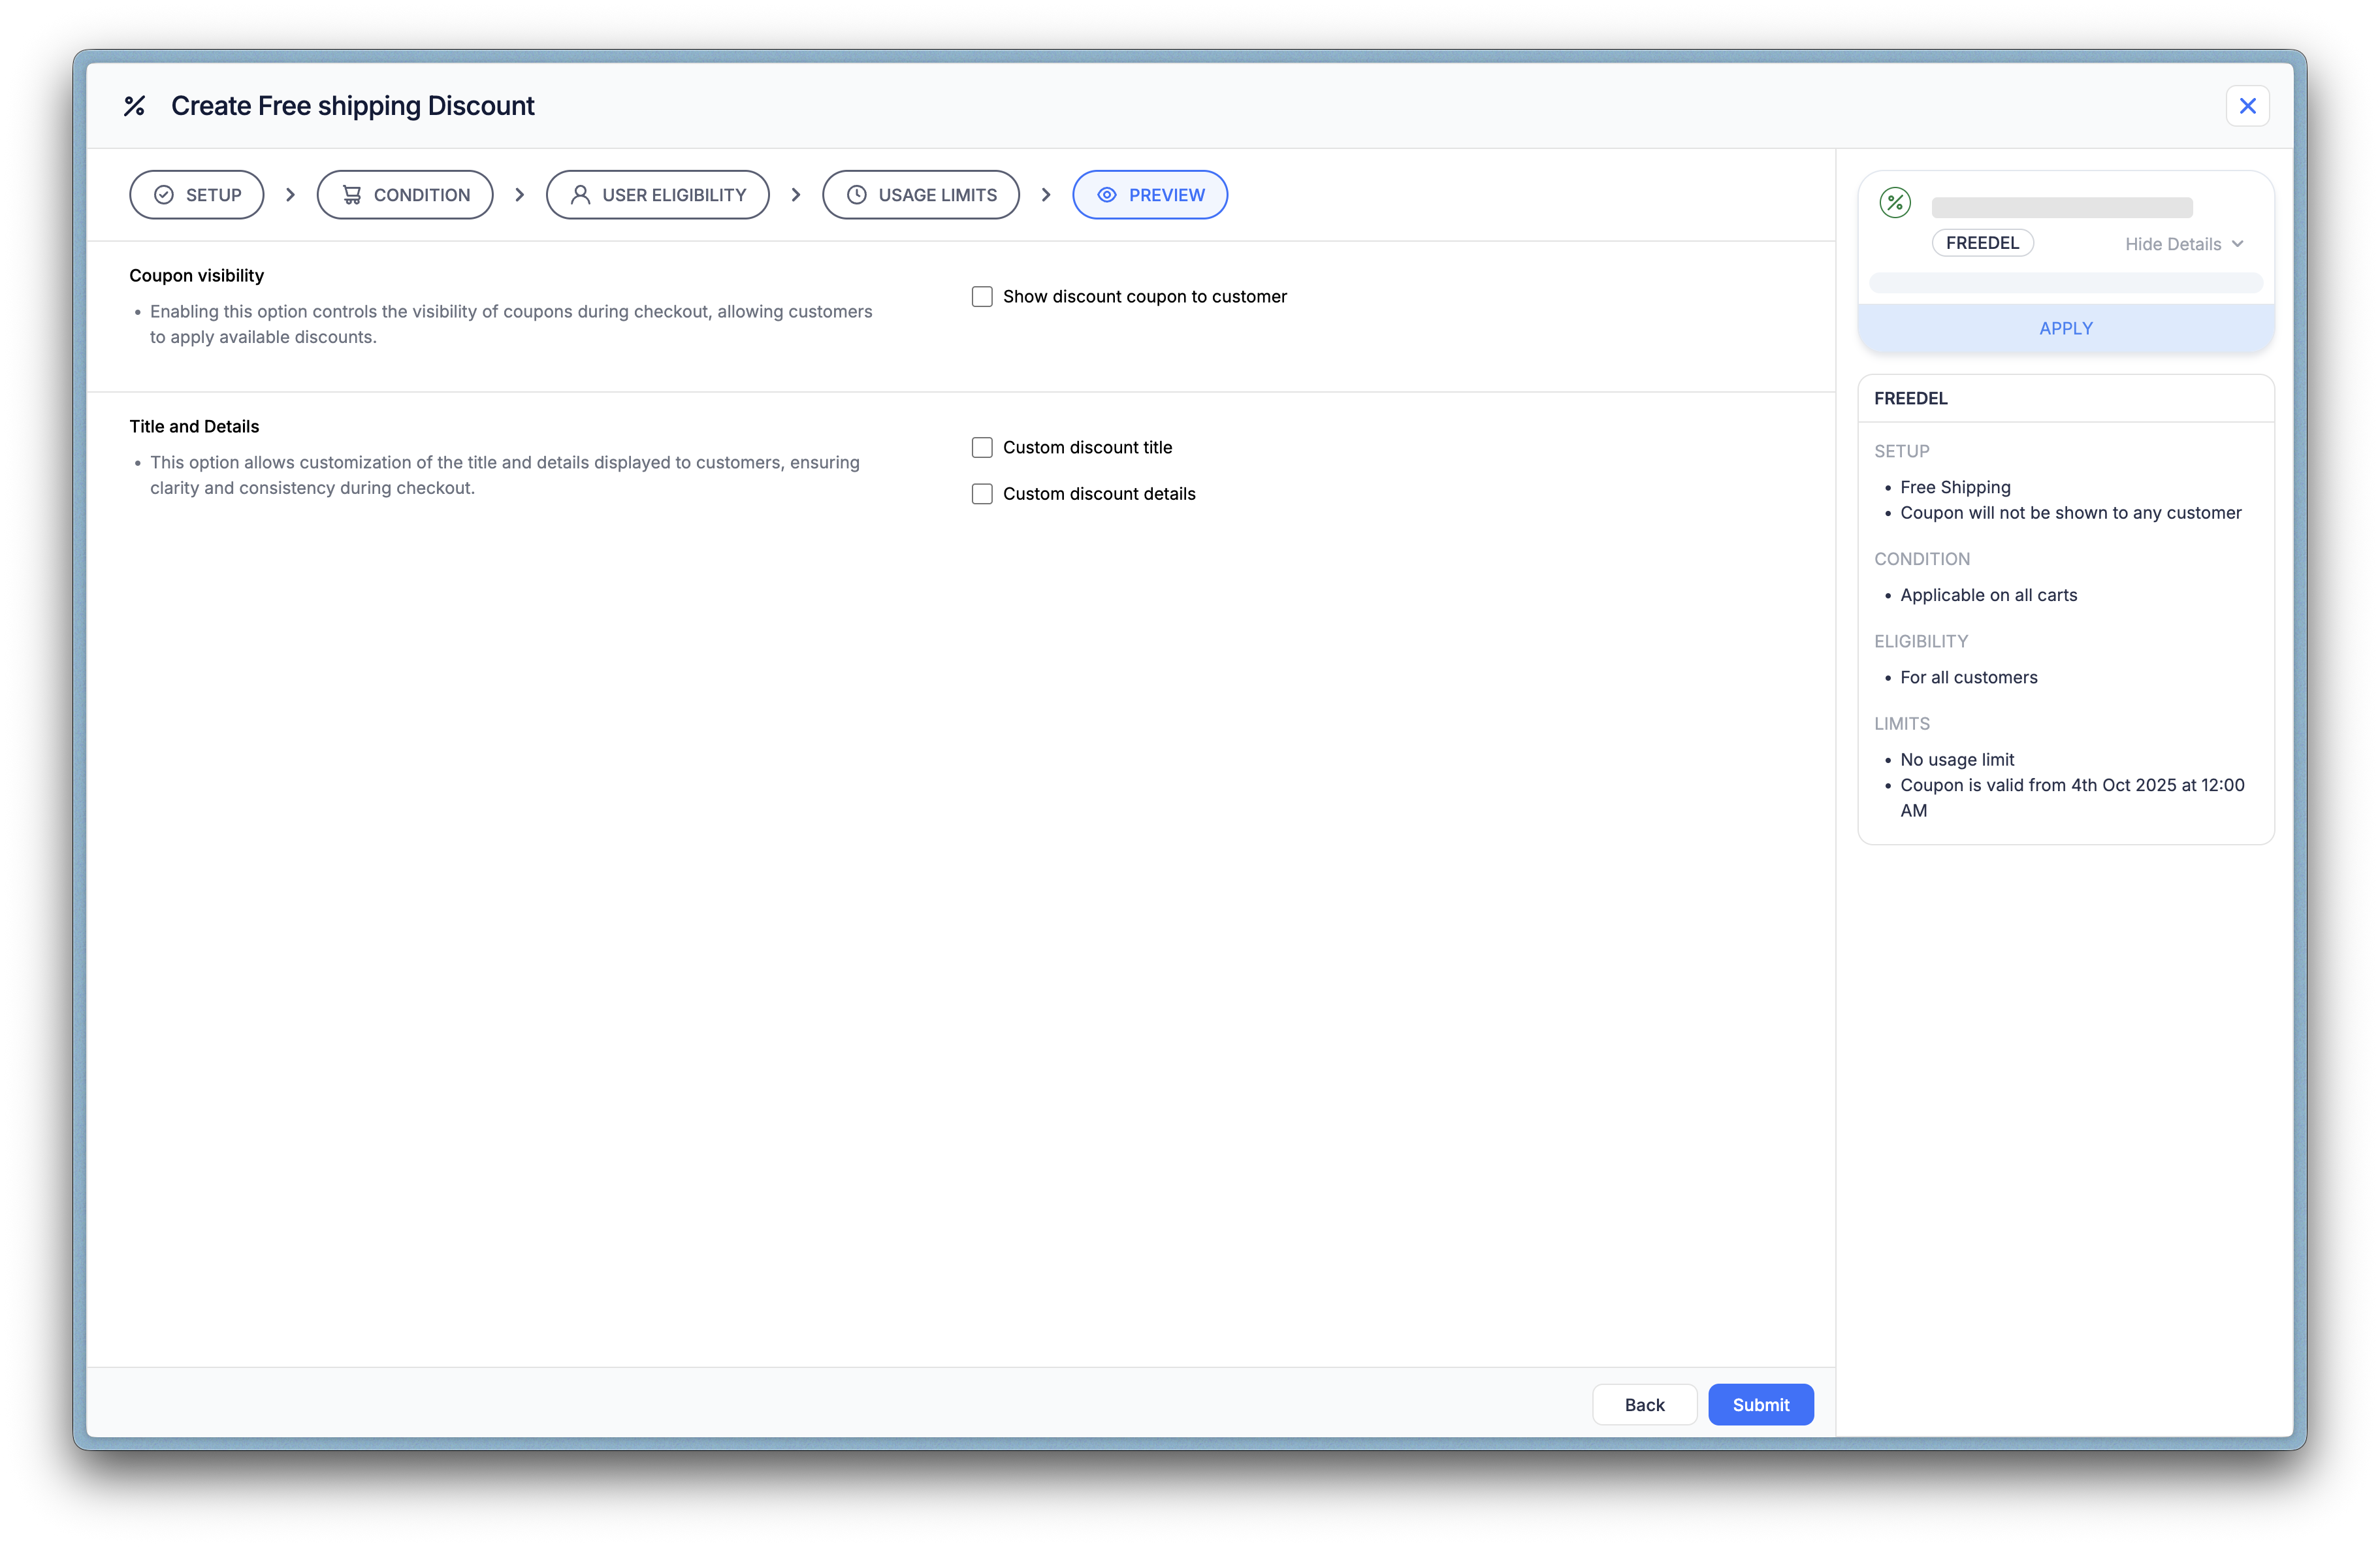 Create Free shipping Discount
SETUP
CONDITION
USER ELIGIBILITY
USAGE LIMITS
PREVIEW
Coupon visibility
• Enabling this option controls the visibility of coupons during checkout, allowing customers
to apply available discounts.
Show discount coupon to customer
Title and Details
• This option allows customization of the title and details displayed to customers, ensuring
clarity and consistency during checkout.
Custom discount title
Custom discount details
Back
Submit
FREEDEL
Hide Details
APPLY
FREEDEL
SETUP
• Free Shipping
• Coupon will not be shown to any customer
CONDITION
• Applicable on all carts
ELIGIBILITY
• For all customers
LIMITS
• No usage limit
• Coupon is valid from 4th Oct 2025 at 12:00
AM